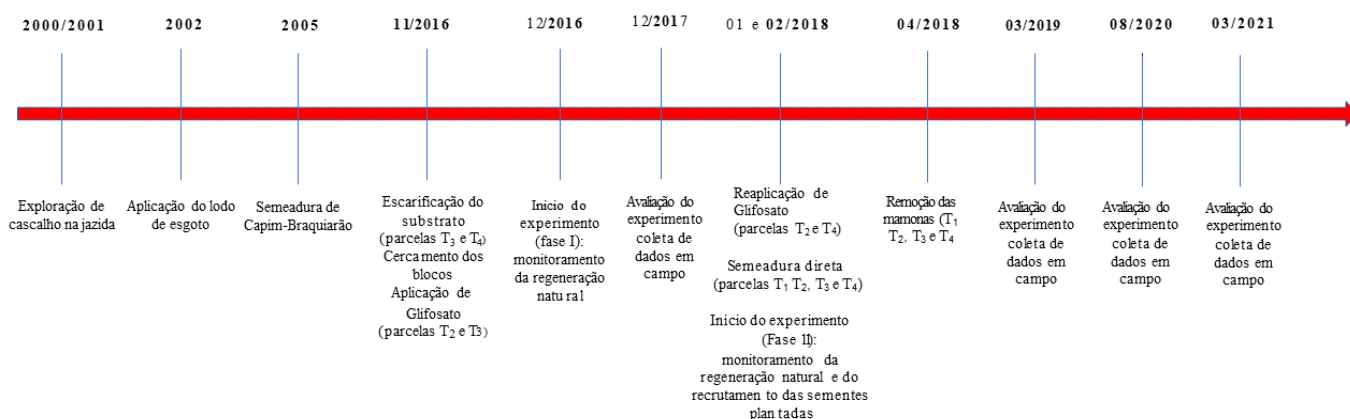 2000/2001
2002
2005
11/2016
12/2016
12/2017
01 e 02/2018
04/2018
03/2019
08/2020
03/2021
Exploração de
cascalho na jazida
Aplicação do lodo
de esgoto
Semeadura de
Capim-Braquiarão
Escarificação do
substrato
(parcelas T₃ e T₄)
Cercamento dos
blocos
Aplicação de
Glifosato
(parcelas T₂ e T3)
Inicio do
experimento
(fase I):
monitoramento
da regeneração
natural
Avaliação do
experimento
coleta de
dados em
campo
Reaplicação de
Glifosato
(parcelas T₂ e T₄)
Semeadura direta
(parcelas T₁ T₂, T₃ e T₄)
Inicio do experimento
(Fase II):
monitoramento da
regeneração natural e do
recrutamento das sementes
plantadas
Remoção das
mamonas (T₁
T₂, T₃ e T₄
Avaliação do
experimento
coleta de
dados em
campo
Avaliação do
experimento
coleta de
dados em
campo
Avaliação do
experimento
coleta de
dados em
campo